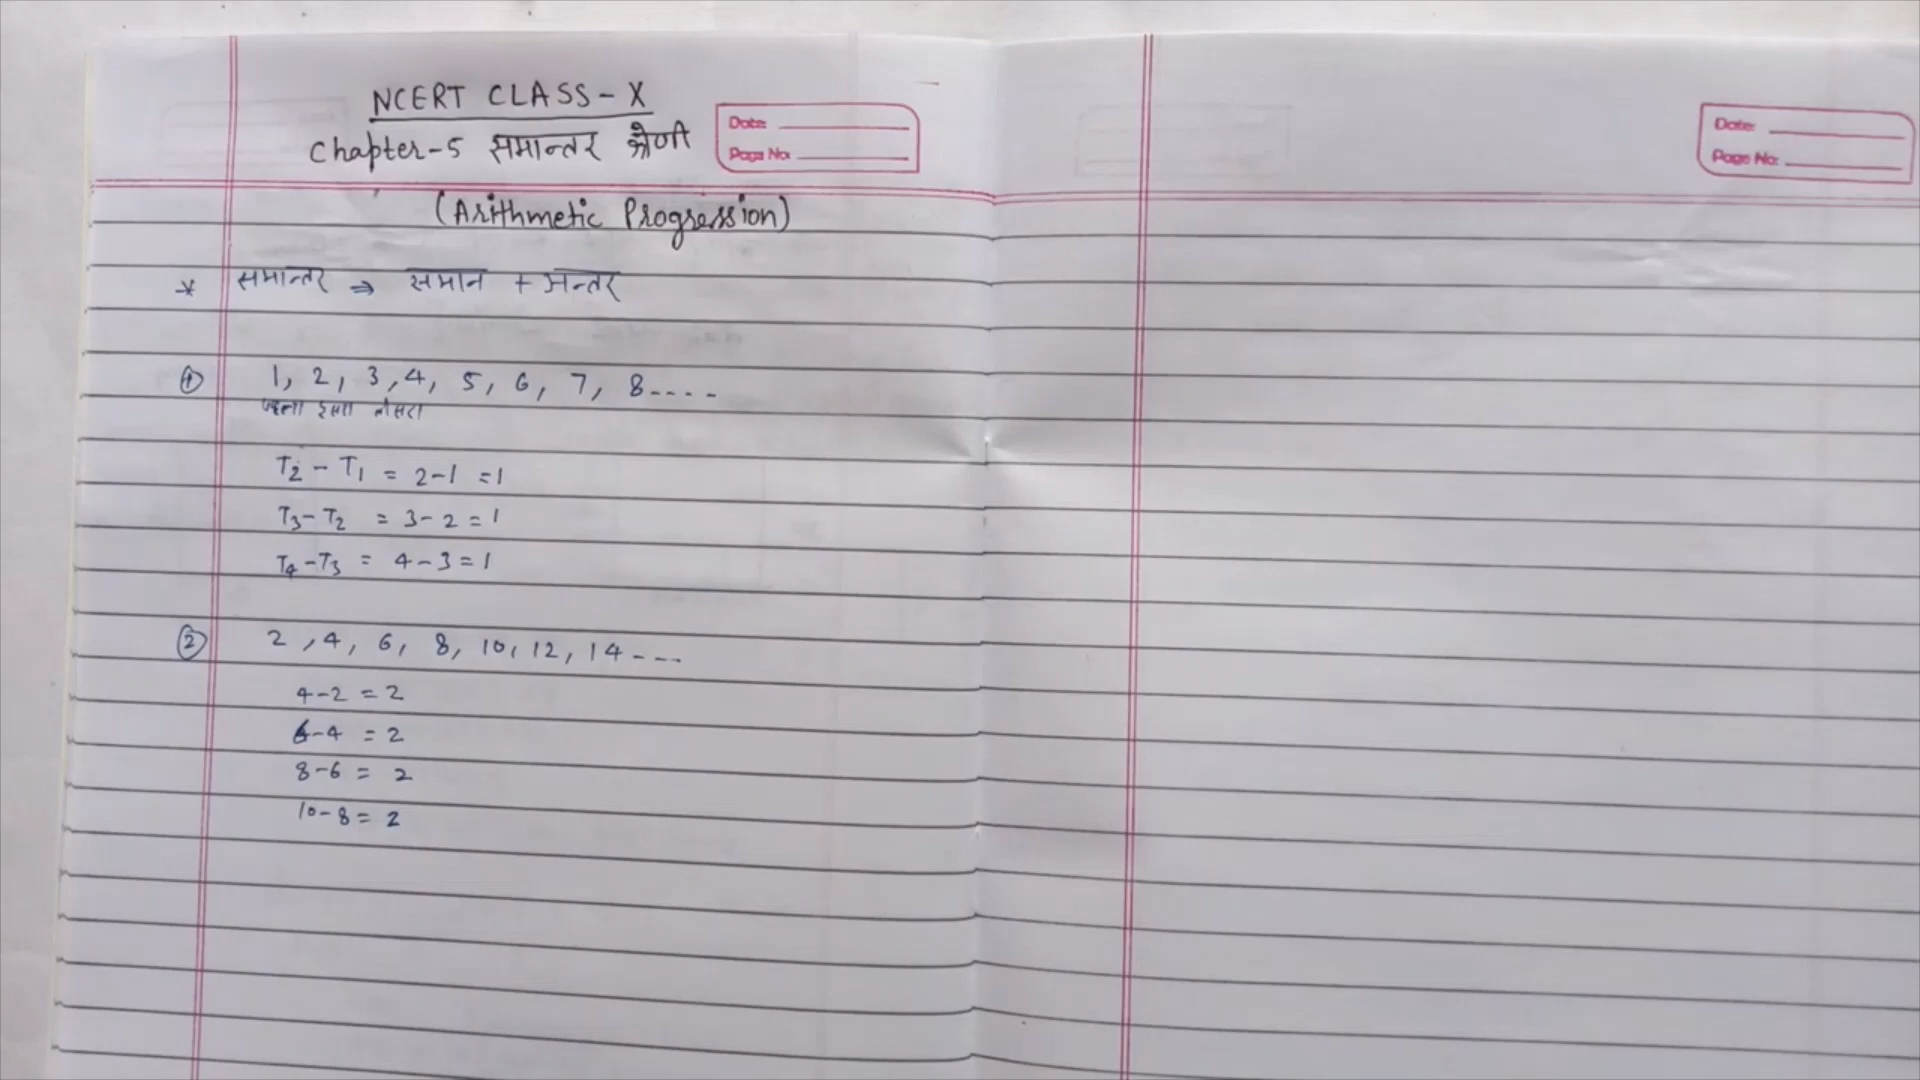 NCERT CLASS-X
Chapter-5 समान्तर श्रेणी
Date:
Page No:
(Arithmetic Progression)
* समान्तर ⇒ समान + अन्तर
① 1, 2, 3, 4, 5, 6, 7, 8....
पहला दूसरा तीसरा
T₂ - T₁ = 2-1 = 1
T₃ - T₂ = 3-2 = 1
T₄ - T₃ = 4-3 = 1
② 2, 4, 6, 8, 10, 12, 14---
4-2 = 2
6-4 = 2
8-6 = 2
10-8 = 2
Date:
Page No: